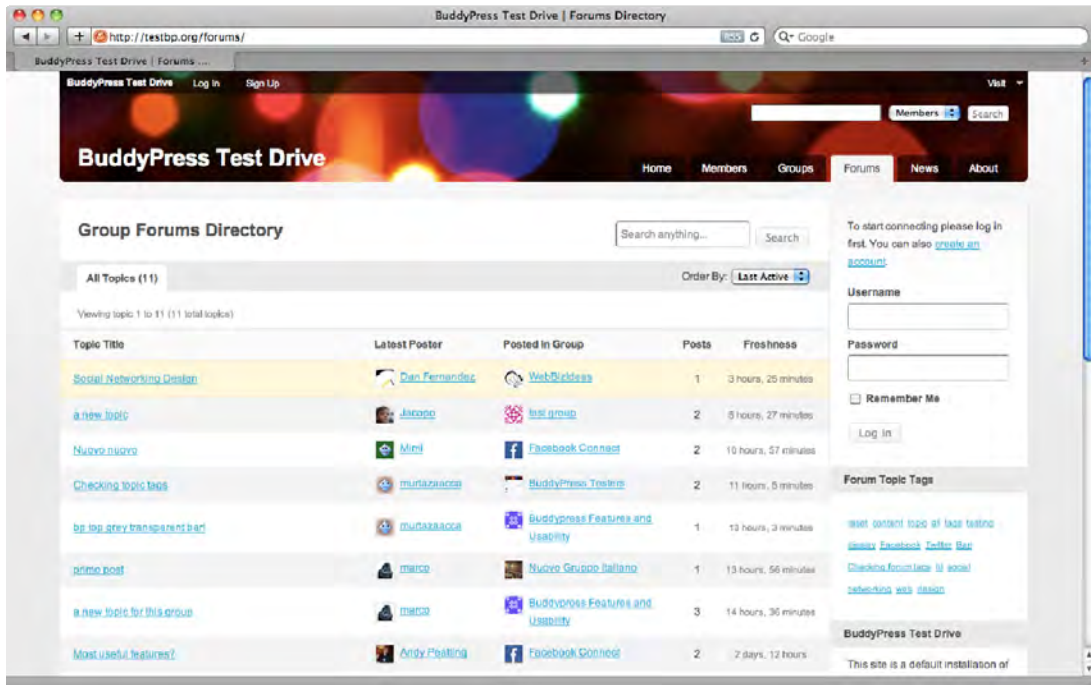 BuddyPress Test Drive | Forums Directory
http://testbp.org/forums/
RSS
Google
BuddyPress Test Drive | Forums ...
BuddyPress Test Drive Log In Sign Up Visit
Members Search
BuddyPress Test Drive
Home Members Groups Forums News About
Group Forums Directory
Search anything... Search
All Topics (11)
Order By: Last Active
Viewing topic 1 to 11 (11 total topics)
Topic Title Latest Poster Posted In Group Posts Freshness
Social Networking Design Dan Fernandez WebBizIdeas 1 3 hours, 25 minutes
a new topic Jacopo test group 2 5 hours, 27 minutes
Nuovo nuovo Mimi Facebook Connect 2 10 hours, 57 minutes
Checking topic tags murtazaacca BuddyPress Testers 2 11 hours, 5 minutes
bp top grey transparent bar! murtazaacca Buddypress Features and Usability 1 13 hours, 3 minutes
primo post marco Nuovo Gruppo Italiano 1 13 hours, 56 minutes
a new topic for this group marco Buddypress Features and Usability 3 14 hours, 36 minutes
Most useful features? Andy Peatling Facebook Connect 2 2 days, 12 hours
To start connecting please log in
first. You can also create an
account.
Username
Password
Remember Me
Log In
Forum Topic Tags
content topic tags testing
Facebook Twitter
Checking forum tags social
networking web design
BuddyPress Test Drive
This site is a default installation of